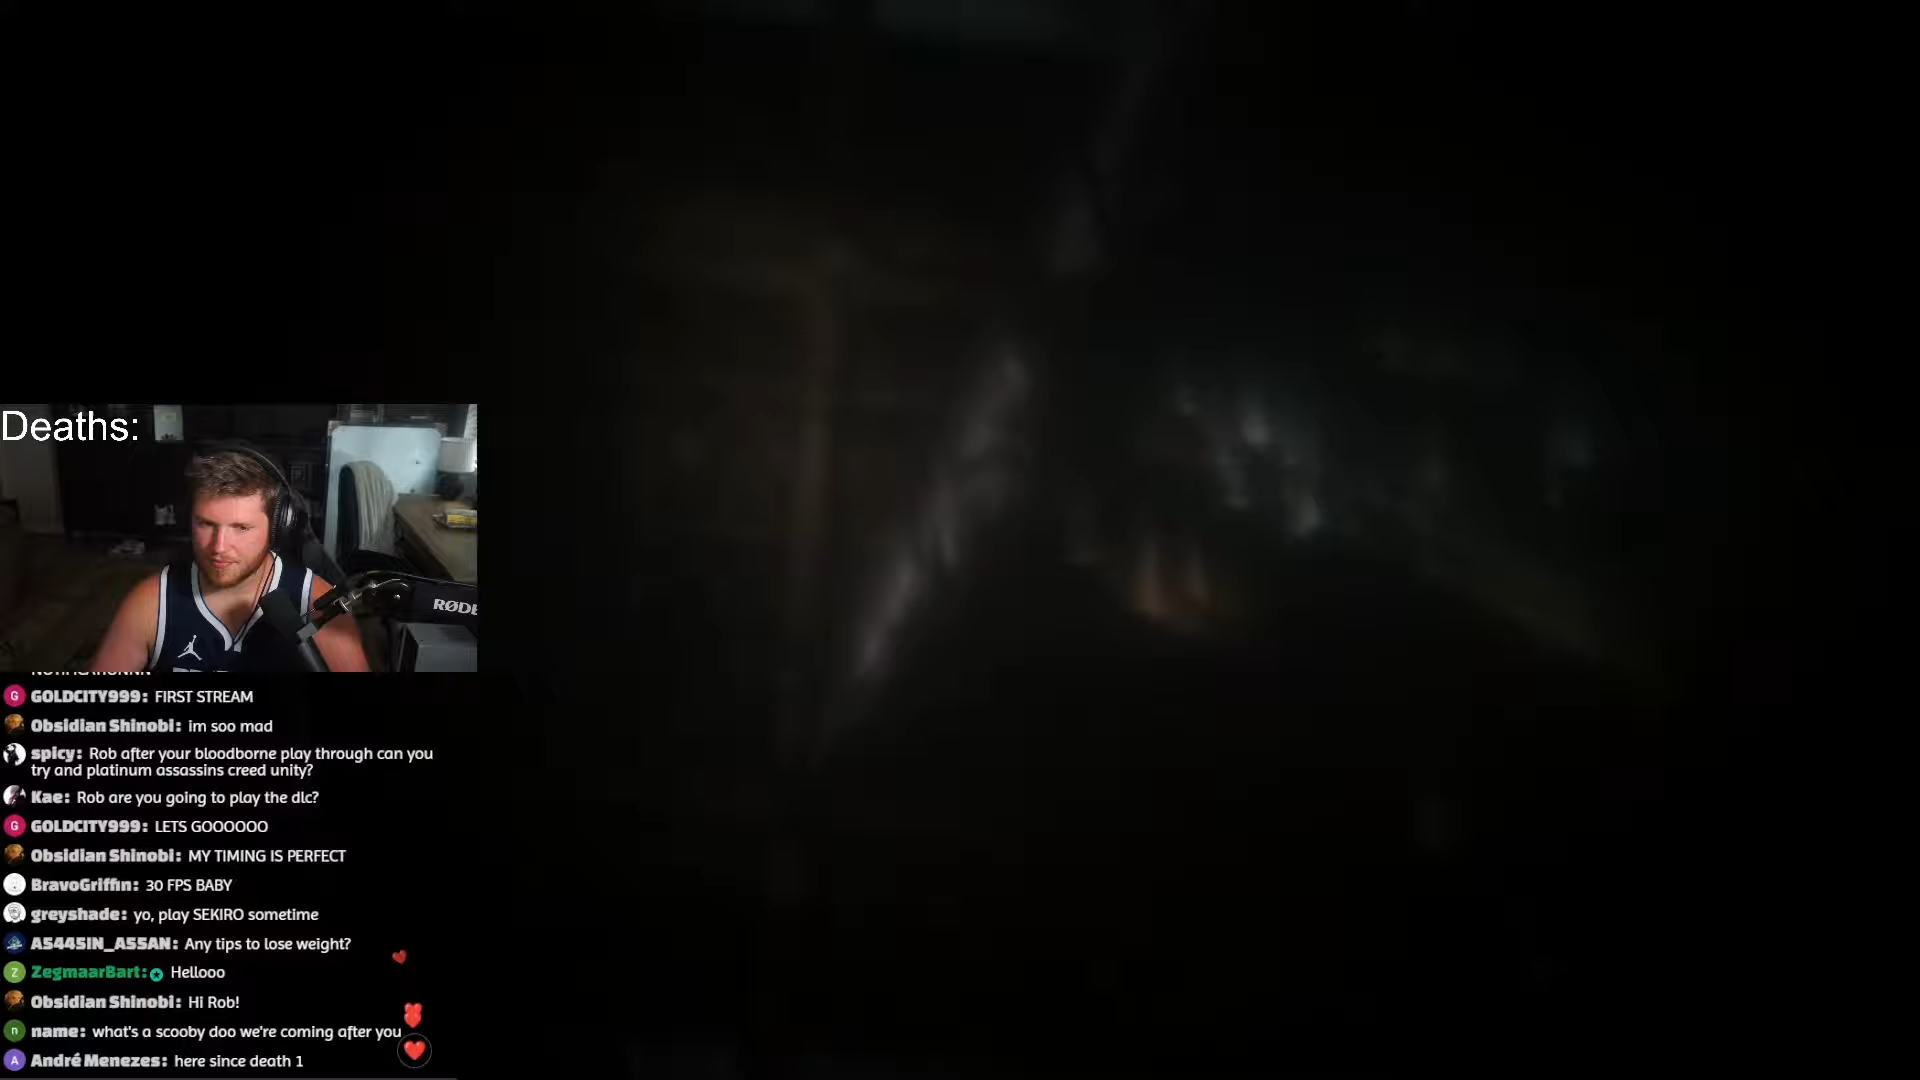 Deaths:
RØDE
GOLDCITY999: FIRST STREAM
Obsidian Shinobi: im soo mad
spicy: Rob after your bloodborne play through can you
try and platinum assassins creed unity?
Kae: Rob are you going to play the dlc?
GOLDCITY999: LETS GOOOOOO
Obsidian Shinobi: MY TIMING IS PERFECT
BravoGriffin: 30 FPS BABY
greyshade: yo, play SEKIRO sometime
A5445IN_A55AN: Any tips to lose weight?
ZegmaarBart: Hellooo
Obsidian Shinobi: Hi Rob!
name: what's a scooby doo we're coming after you
André Menezes: here since death 1